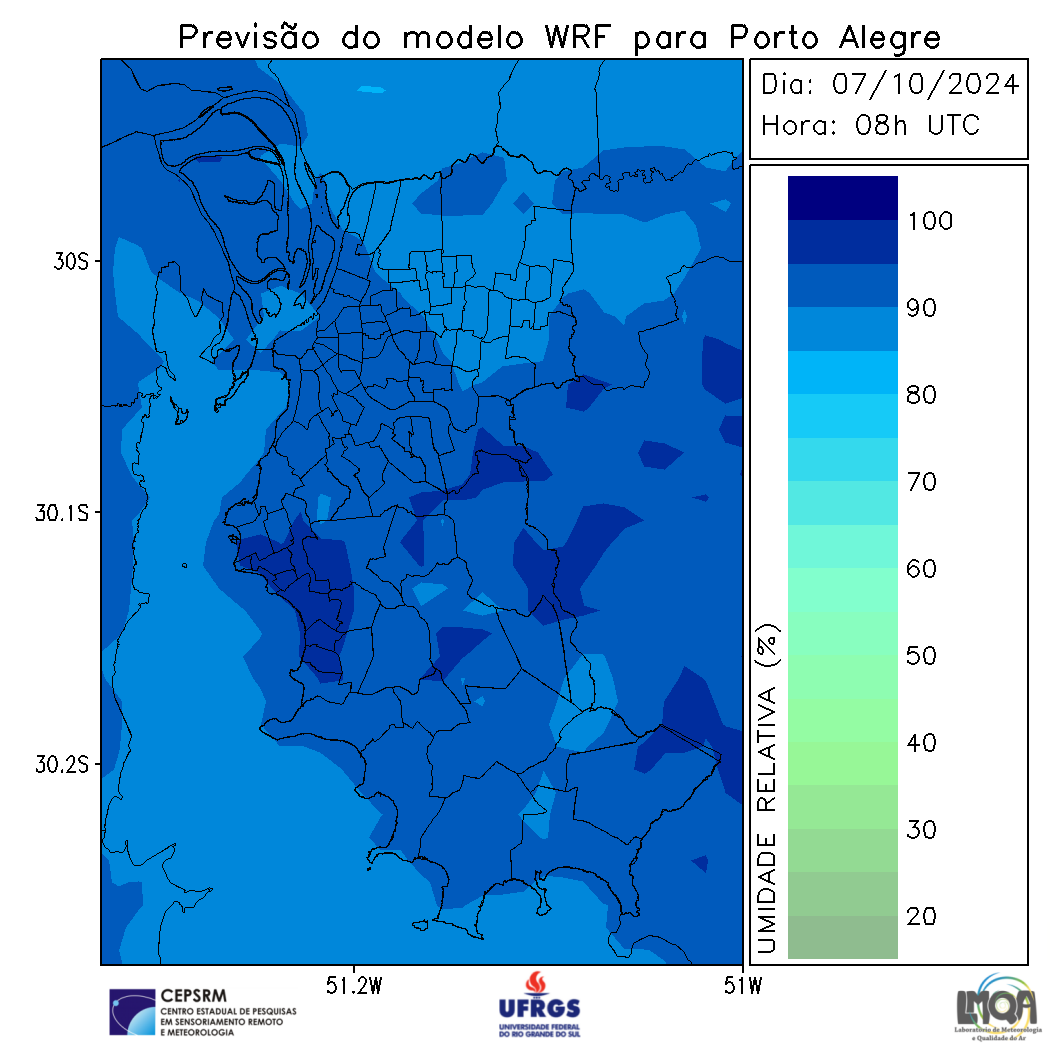 Previsão do modelo WRF para Porto Alegre
Dia: 07/10/2024
Hora: 08h UTC
30S
30.1S
30.2S
51.2W
51W
100
90
80
70
60
50
40
30
20
UMIDADE RELATIVA (%)
CEPSRM
CENTRO ESTADUAL DE PESQUISAS
EM SENSORIAMENTO REMOTO
E METEOROLOGIA
UFRGS
UNIVERSIDADE FEDERAL
DO RIO GRANDE DO SUL
LMQA
Laboratório de Meteorologia
e Qualidade do Ar